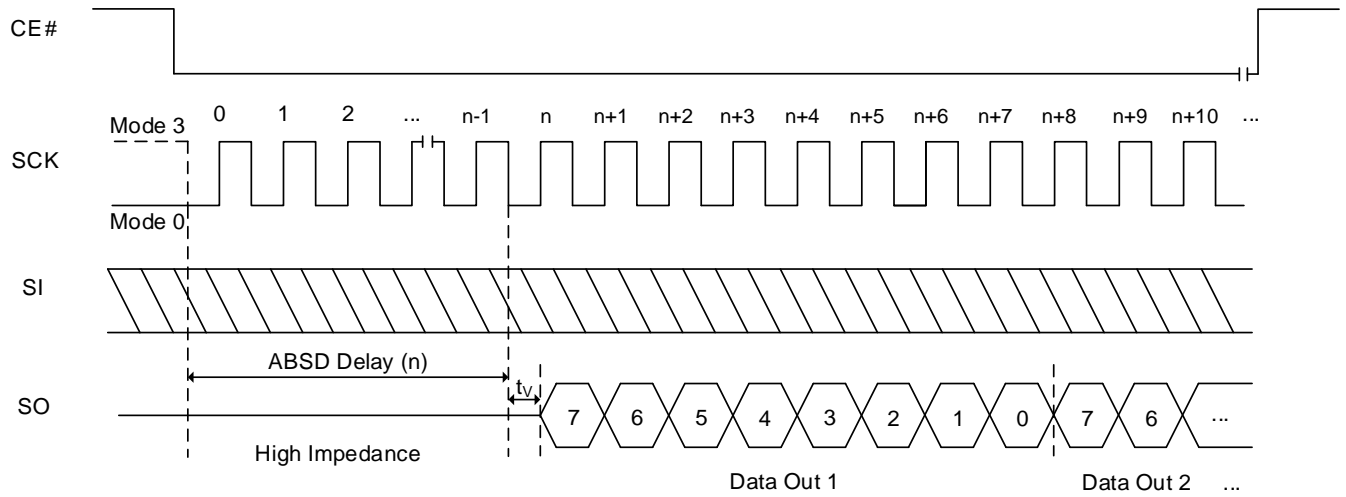 CE#
0 1 2 ... n-1 n n+1 n+2 n+3 n+4 n+5 n+6 n+7 n+8 n+9 n+10 ...
Mode 3
SCK
Mode 0
SI
ABSD Delay (n)
tV
SO
7 6 5 4 3 2 1 0 7 6 ...
High Impedance
Data Out 1 Data Out 2 ...